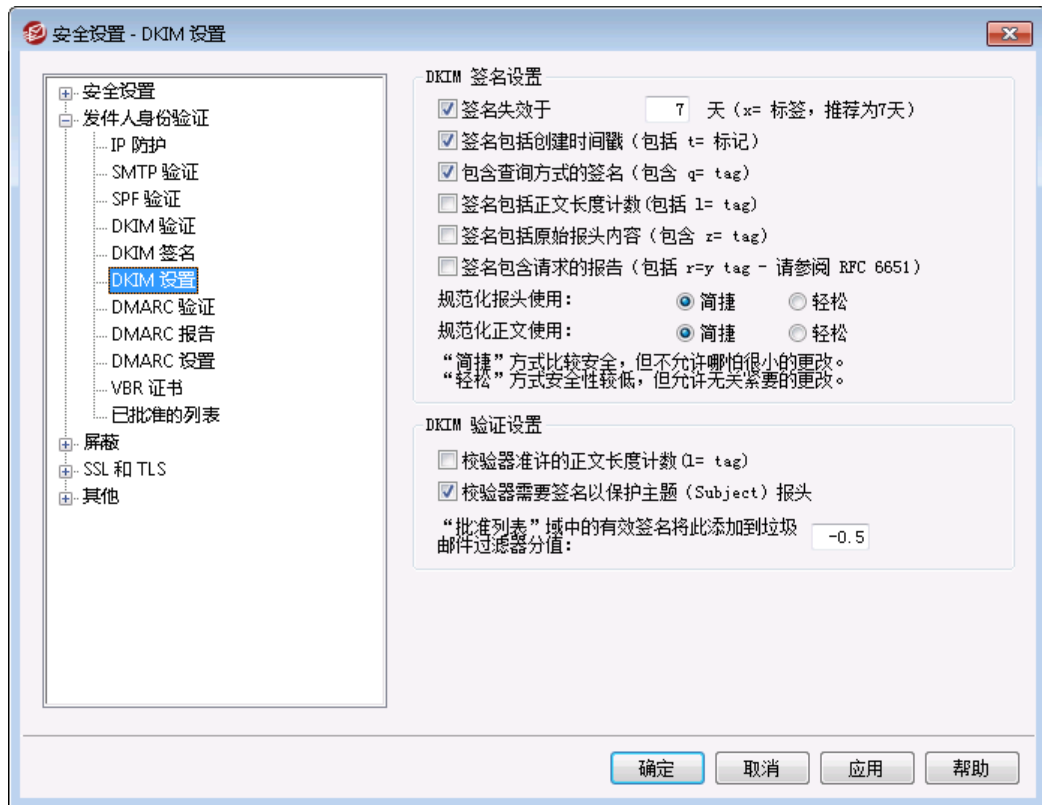 安全设置 - DKIM 设置
安全设置
发件人身份验证
IP 防护
SMTP 验证
SPF 验证
DKIM 验证
DKIM 签名
DKIM 设置
DMARC 验证
DMARC 报告
DMARC 设置
VBR 证书
已批准的列表
屏蔽
SSL 和 TLS
其他
DKIM 签名设置
签名失效于 7 天 (x= 标签，推荐为7天)
签名包括创建时间戳 (包括 t= 标记)
包含查询方式的签名 (包含 q= tag)
签名包括正文长度计数(包括 l= tag)
签名包括原始报头内容 (包含 z= tag)
签名包含请求的报告 (包括 r=y tag - 请参阅 RFC 6651)
规范化报头使用: 简捷 轻松
规范化正文使用: 简捷 轻松
“简捷”方式比较安全，但不允许哪怕很小的更改。
“轻松”方式安全性较低，但允许无关紧要的更改。
DKIM 验证设置
校验器准许的正文长度计数(l= tag)
校验器需要签名以保护主题 (Subject) 报头
“批准列表”域中的有效签名将此添加到垃圾
邮件过滤器分值: -0.5
确定 取消 应用 帮助